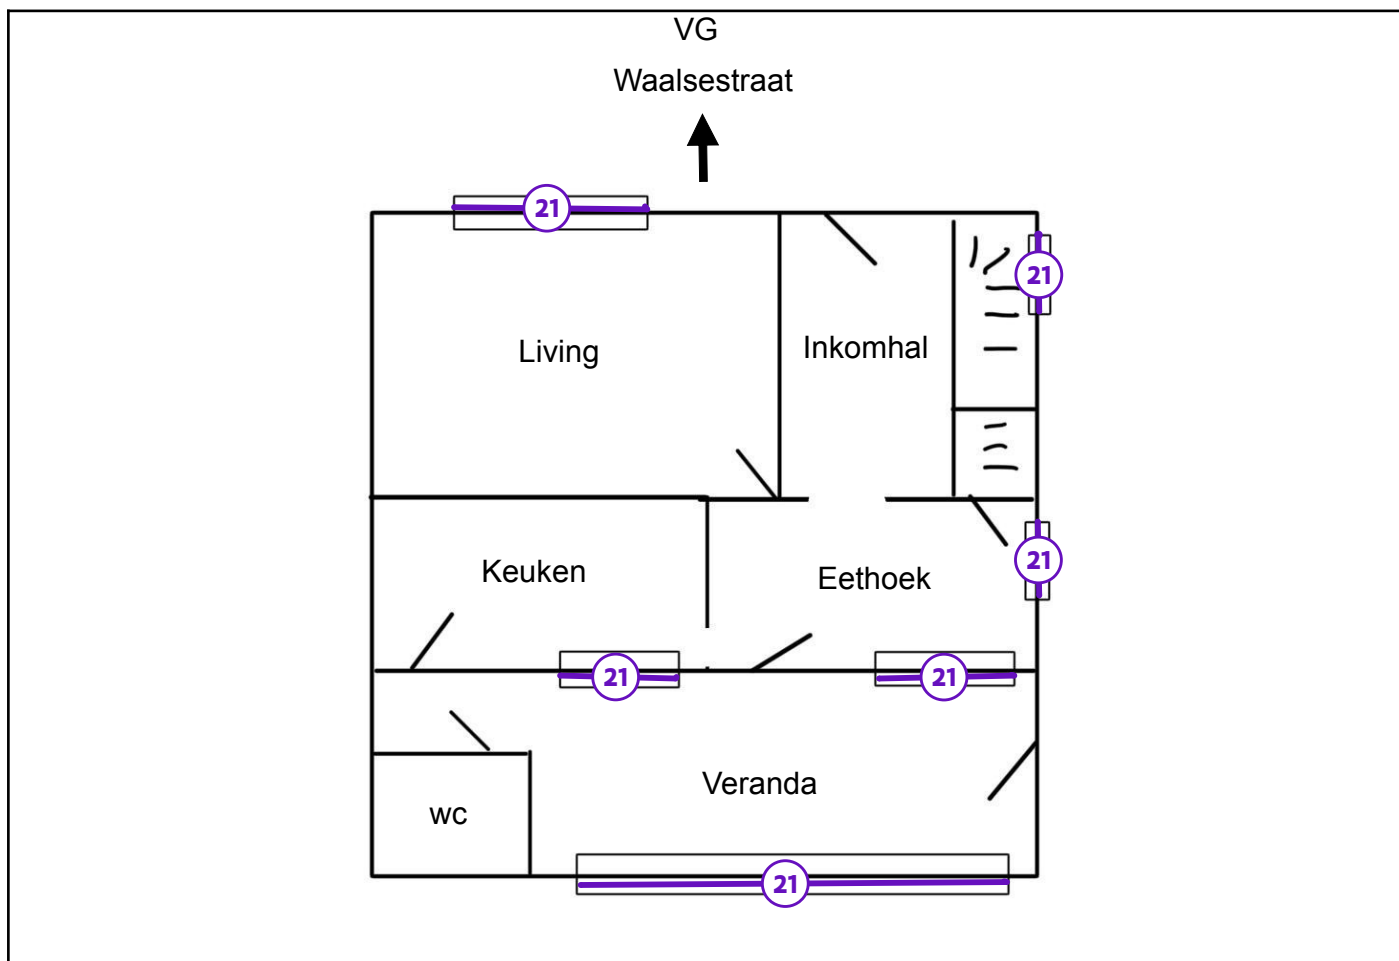 VG
Waalsestraat
21
21
Living
Inkomhal
21
Keuken
Eethoek
21
21
Veranda
wc
21